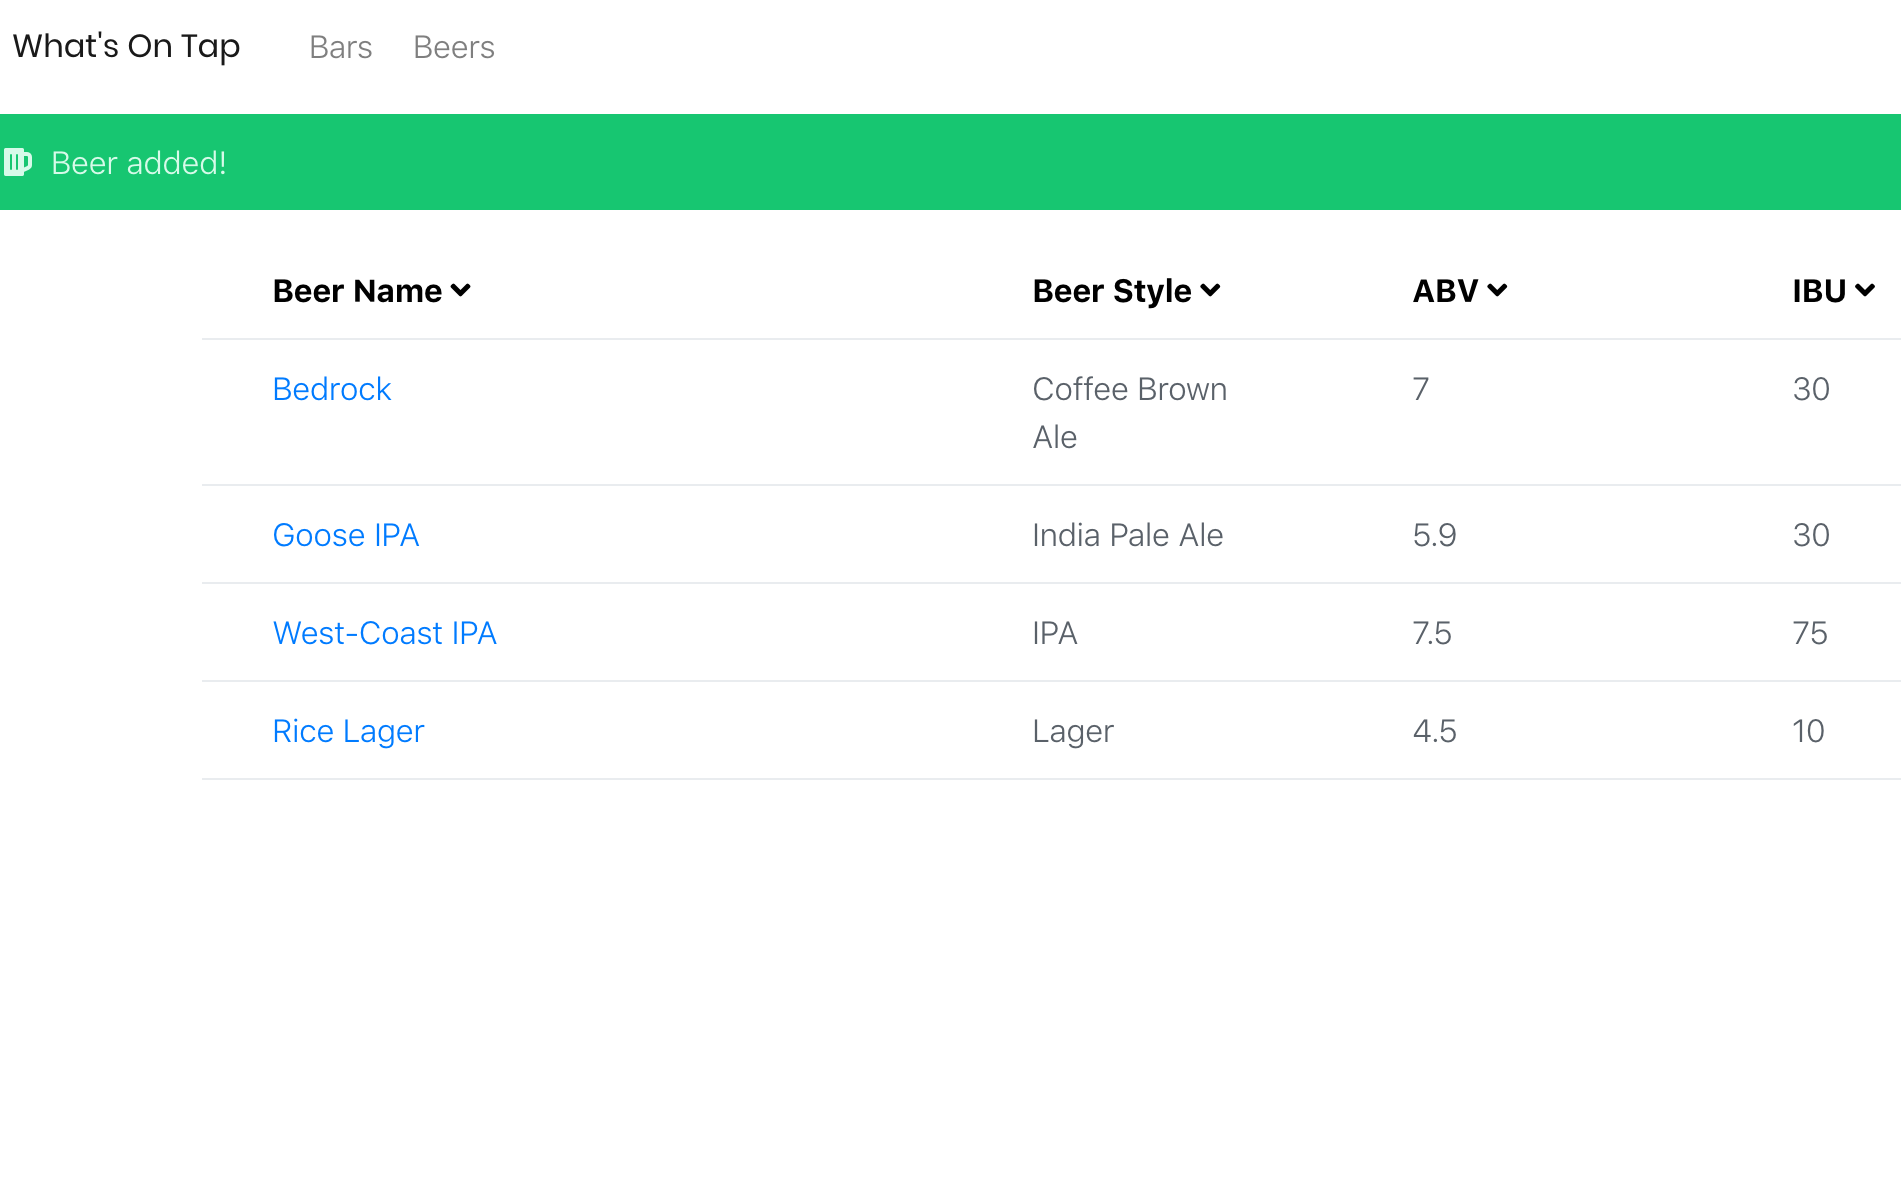 What's On Tap Bars Beers
Beer added!
Beer Name Beer Style ABV IBU
Bedrock Coffee Brown 7 30
Ale
Goose IPA India Pale Ale 5.9 30
West-Coast IPA IPA 7.5 75
Rice Lager Lager 4.5 10